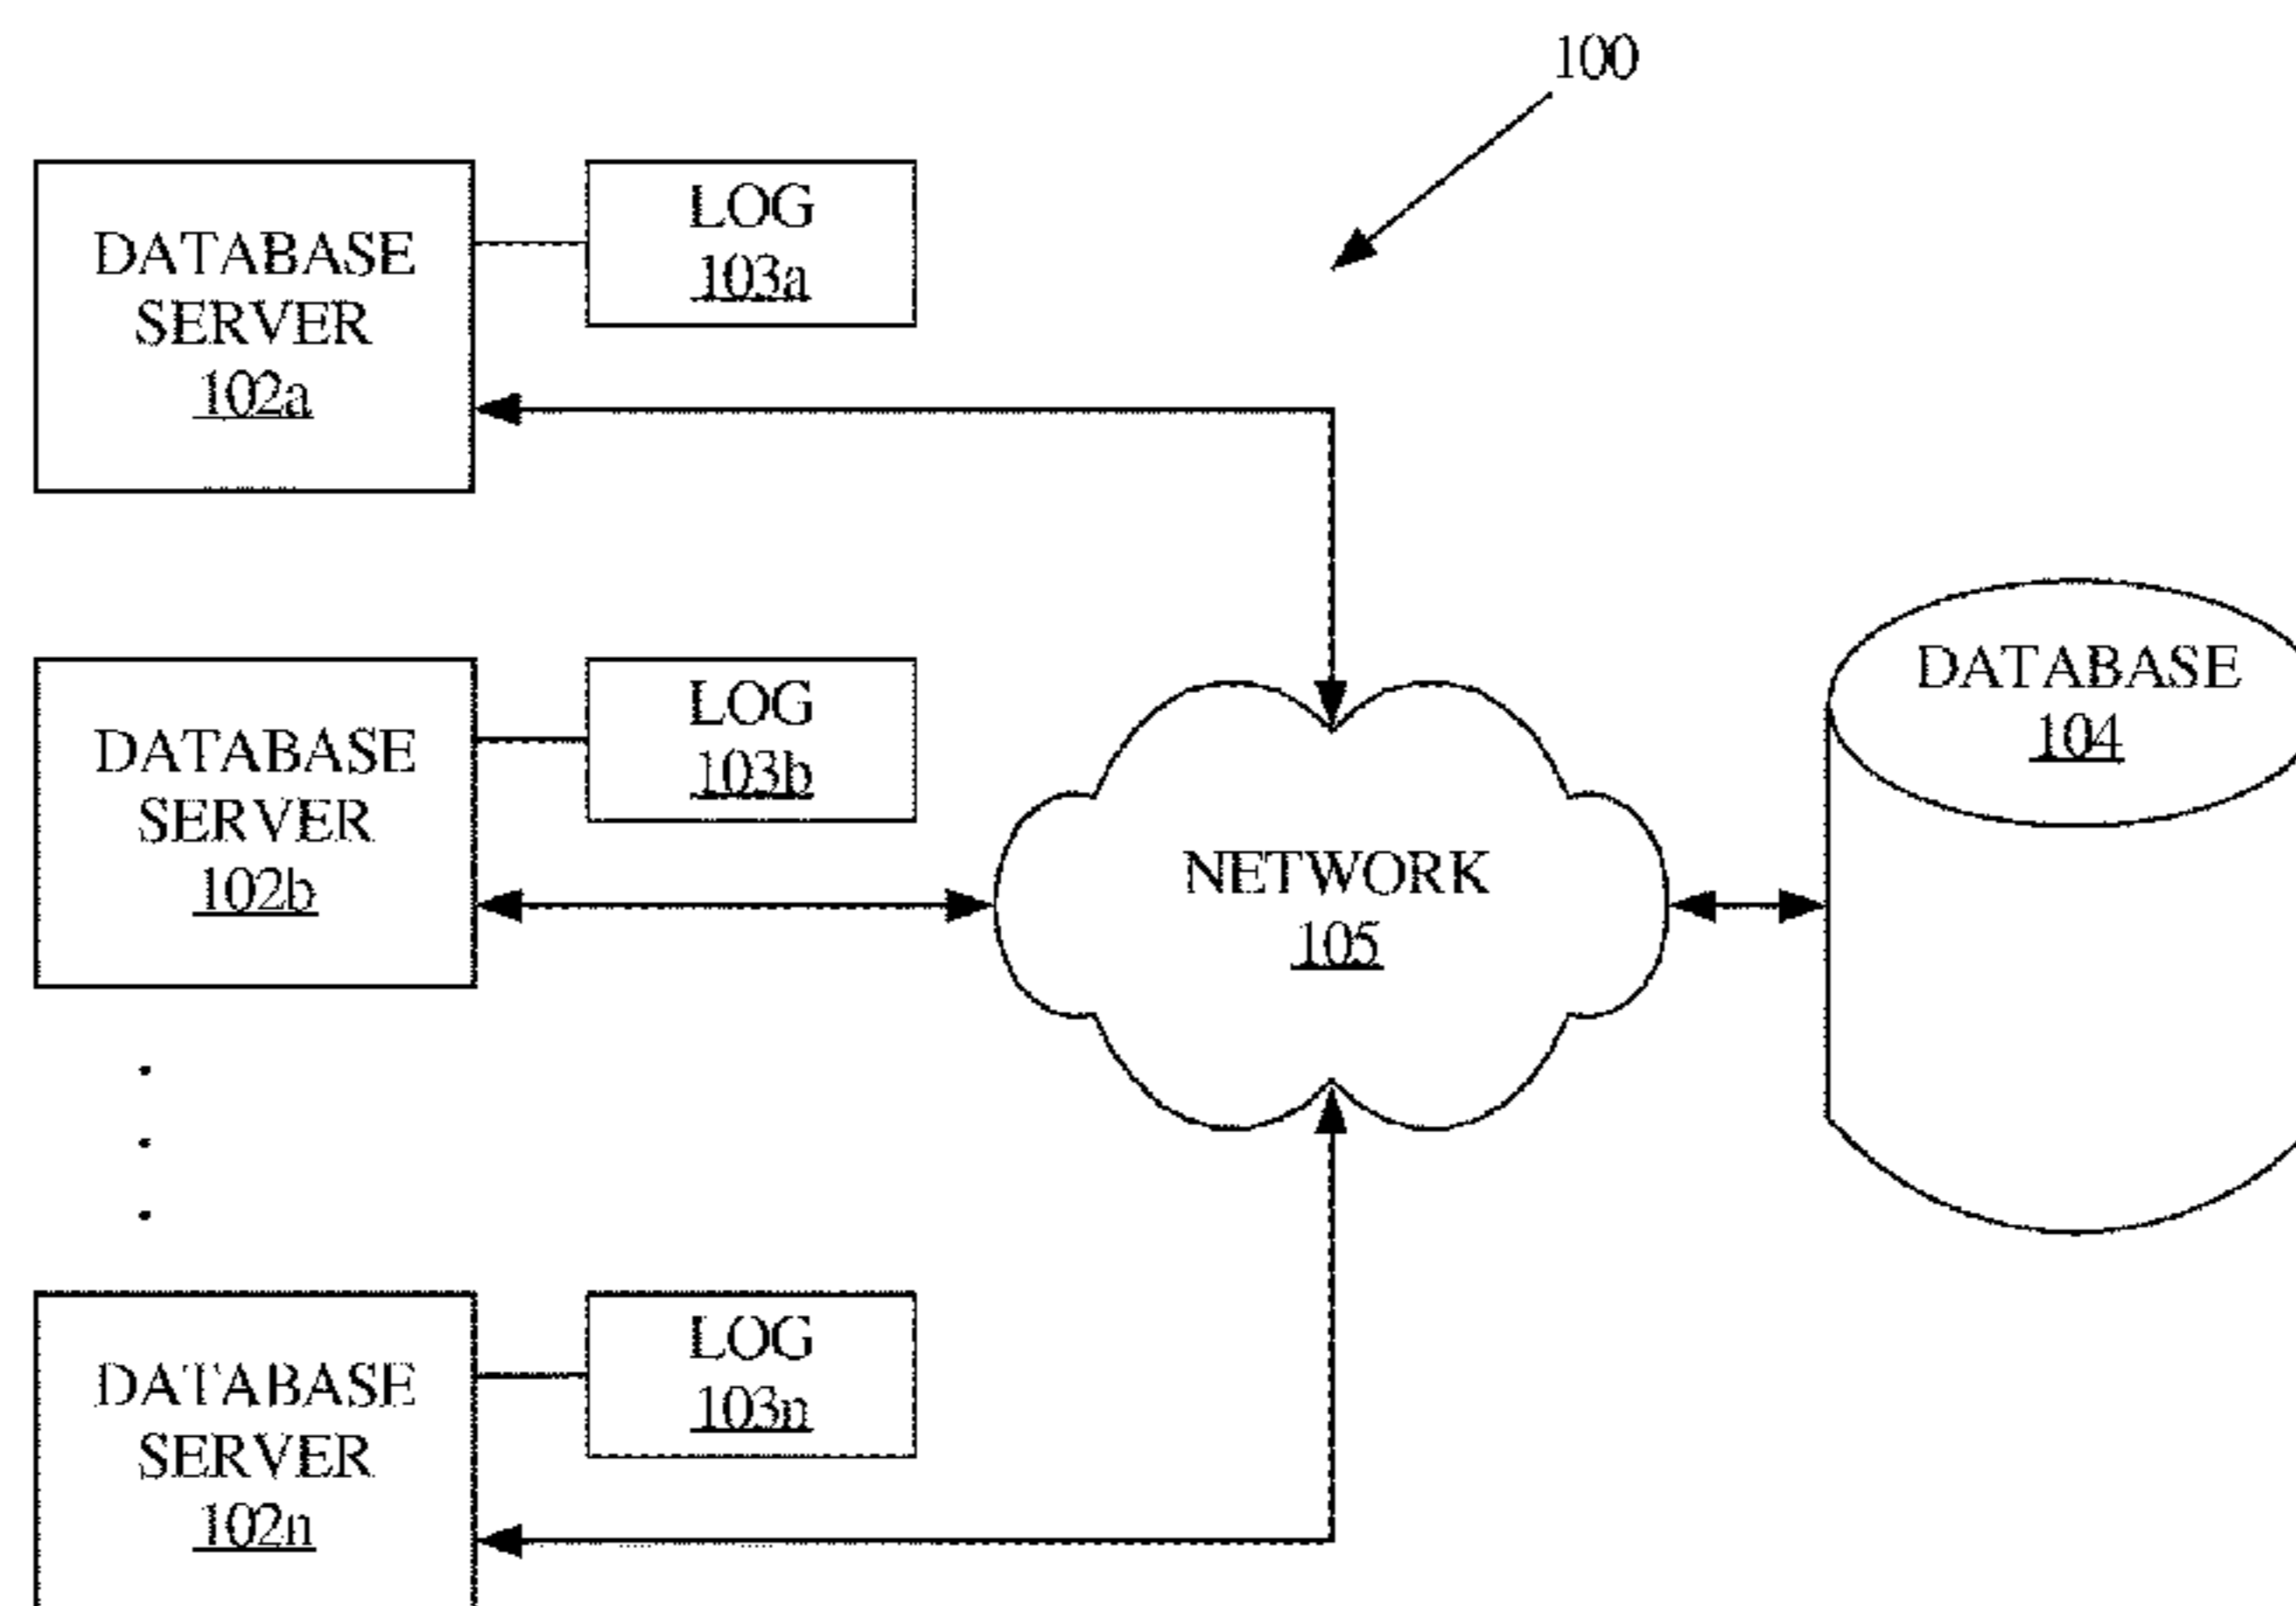 100
DATABASE
SERVER
102a
LOG
103a
DATABASE
SERVER
102b
LOG
103b
NETWORK
105
DATABASE
104
.
.
.
DATABASE
SERVER
102n
LOG
103n